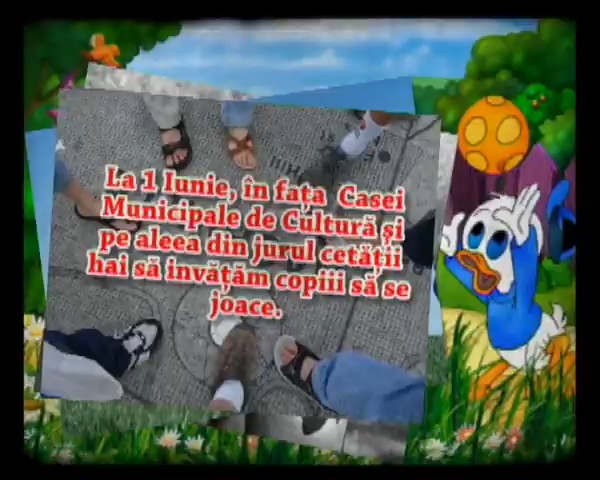 La 1 Iunie, în fața Casei
Municipale de Cultură și
pe aleea din jurul cetății
hai să invățăm copiii să se
joace.